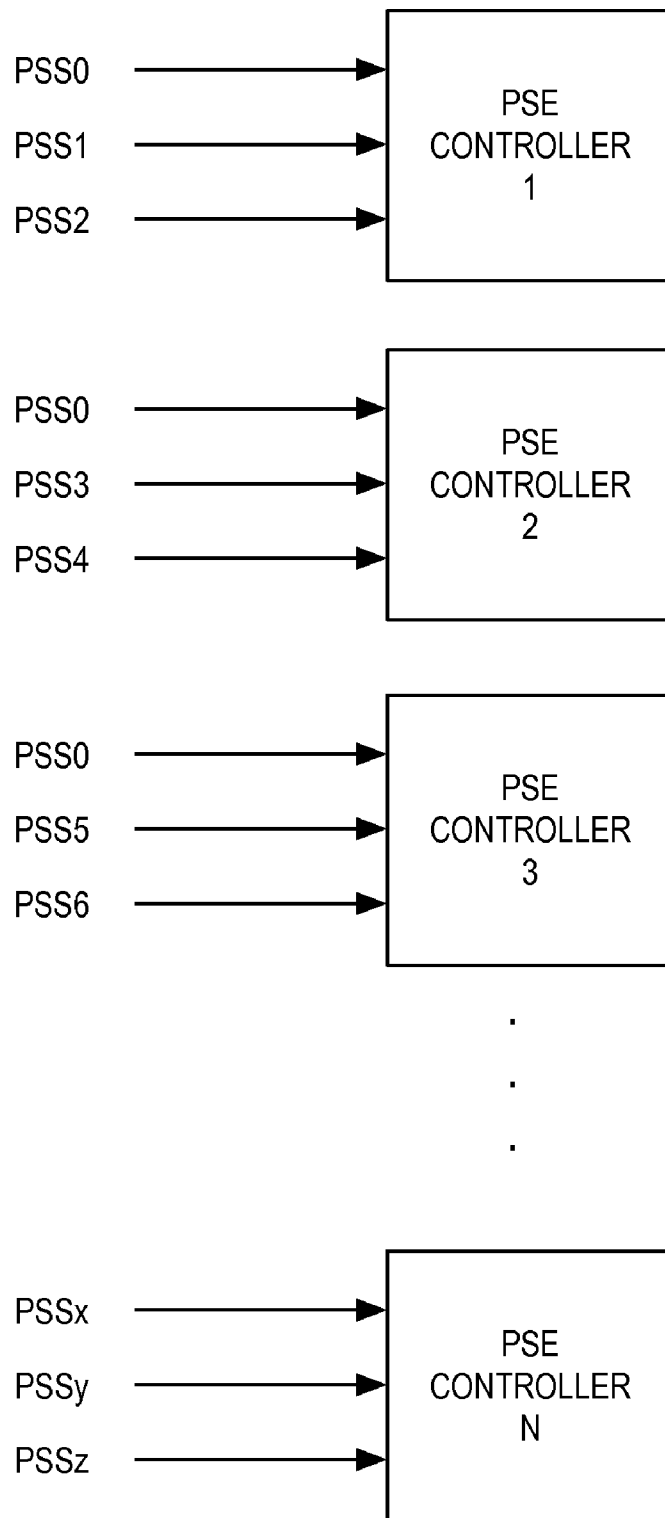 PSS0
PSS1
PSS2
PSE
CONTROLLER
1
PSS0
PSS3
PSS4
PSE
CONTROLLER
2
PSS0
PSS5
PSS6
PSE
CONTROLLER
3
.
.
.
PSSx
PSSy
PSSz
PSE
CONTROLLER
N